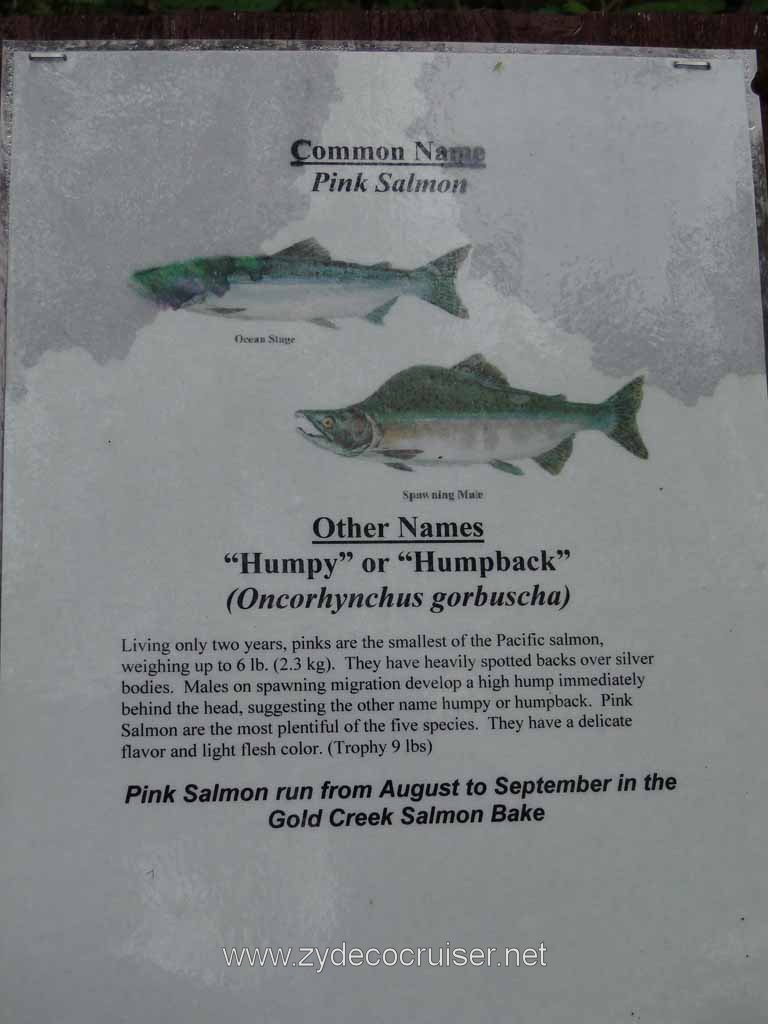 Common Name
Pink Salmon
Ocean Stage
Spawning Male
Other Names
“Humpy” or “Humpback”
(Oncorhynchus gorbuscha)
Living only two years, pinks are the smallest of the Pacific salmon,
weighing up to 6 lb. (2.3 kg).  They have heavily spotted backs over silver
bodies.  Males on spawning migration develop a high hump immediately
behind the head, suggesting the other name humpy or humpback.  Pink
Salmon are the most plentiful of the five species.  They have a delicate
flavor and light flesh color. (Trophy 9 lbs)
Pink Salmon run from August to September in the
Gold Creek Salmon Bake
www.zydecocruiser.net